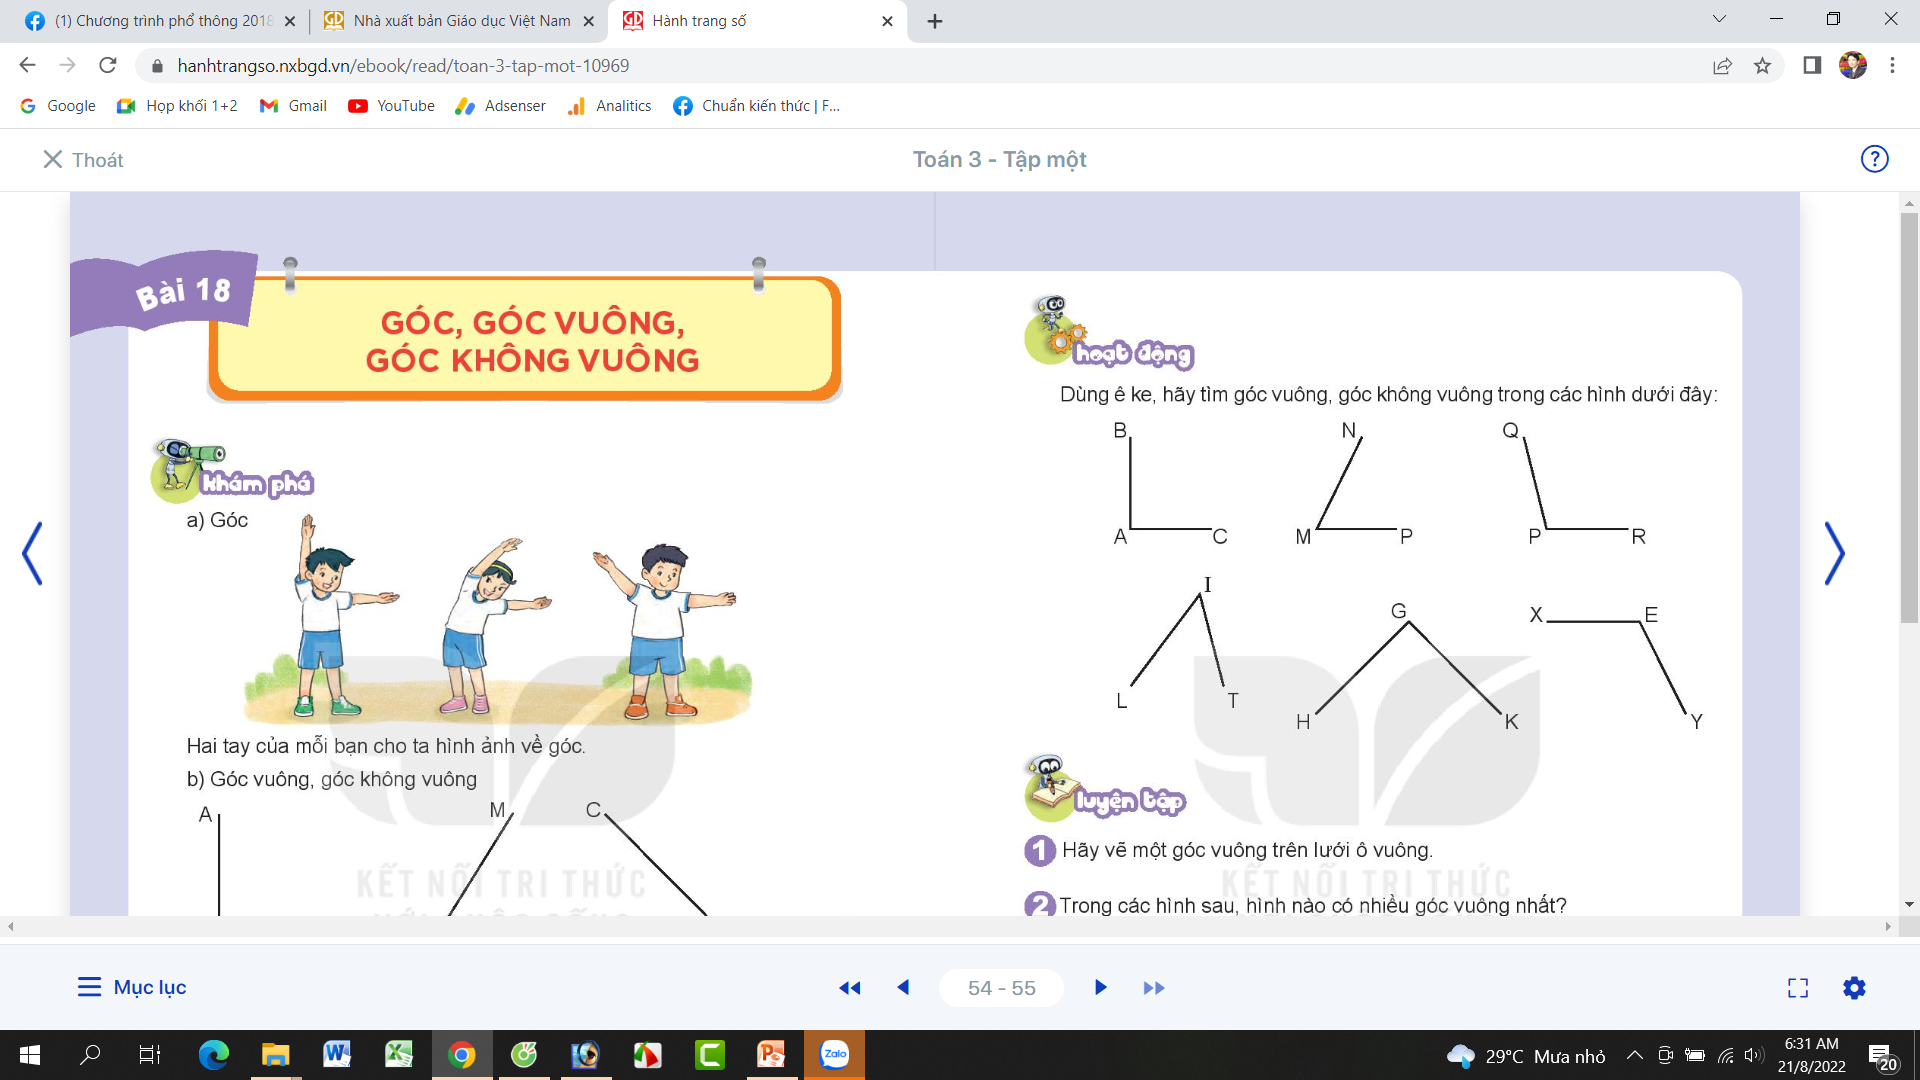 (1) Chương trình phổ thông 2018
Nhà xuất bản Giáo dục Việt Nam
Hành trang số
hanhtrangso.nxbgd.vn/ebook/read/toan-3-tap-mot-10969
Google
Họp khối 1+2
Gmail
YouTube
Adsenser
Analitics
Chuẩn kiến thức | F...
Thoát
Toán 3 - Tập một
?
Bài 18
GÓC, GÓC VUÔNG,
GÓC KHÔNG VUÔNG
khám phá
a) Góc
Hai tay của mỗi bạn cho ta hình ảnh về góc.
b) Góc vuông, góc không vuông
A
M
C
KẾT NỐI TRI THỨC
hoạt động
Dùng ê ke, hãy tìm góc vuông, góc không vuông trong các hình dưới đây:
B
N
Q
A
C
M
P
P
R
I
G
X
E
L
T
H
K
Y
luyện tập
1 Hãy vẽ một góc vuông trên lưới ô vuông.
KẾT NỐI TRI THỨC
2 Trong các hình sau, hình nào có nhiều góc vuông nhất?
Mục lục
54 - 55
Zalo
29°C Mưa nhỏ
6:31 AM
21/8/2022
20